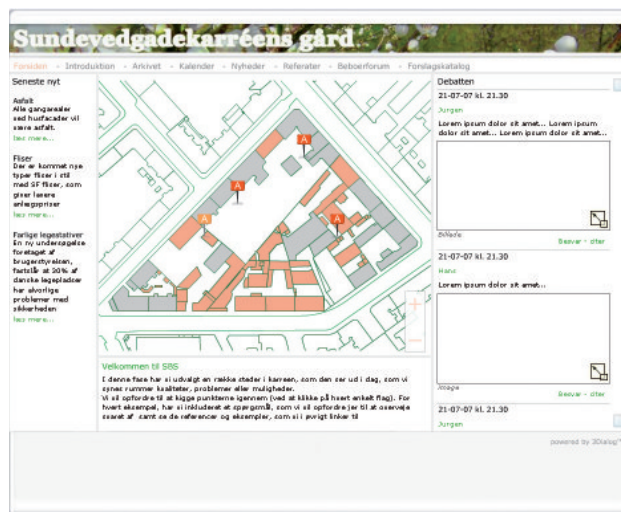 Sundevedgadekarréens gård
Forsiden - Introduktion - Arkivet - Kalender - Nyheder - Referater - Beboerforum - Forslagskatalog
Seneste nyt
Asfalt
Alle gangarealer
ved husfacader vil
være asfalt.
læs mere...
Fliser
Der er kommet nye
typer fliser i stil
med SF fliser, som
giver lavere
anlægspriser
læs mere...
Farlige legestativer
En ny undersøgelse
foretaget af
brugerstyrelsen,
fastslår at 20% af
danske legepladser
har alvorlige
problemer med
sikkerheden
læs mere...
A
A
A
A
+
−
Velkommen til SBS
I denne fase har vi udvalgt en række steder i karreen, som den ser ud i dag, som vi
synes rummer kvaliteter, problemer eller muligheder.
Vi vil opfordre til at kigge punkterne igennem (ved at klikke på hvert enkelt flag). For
hvert eksempel, har vi inkluderet et spørgsmål, som vi vil opfordre jer til at overveje
svaret af samt se de referencer og eksempler, som vi i øvrigt linker til
Debatten
21-07-07 kl. 21.30
Jurgen
Lorem ipsum dolor sit amet... Lorem ipsum
dolor sit amet... Lorem ipsum dolor sit amet...
Billede
Besvar - citer
21-07-07 kl. 21.30
Hans
Lorem ipsum dolor sit amet...
Image
Besvar - citer
21-07-07 kl. 21.30
Jurgen
powered by 3Dialog™